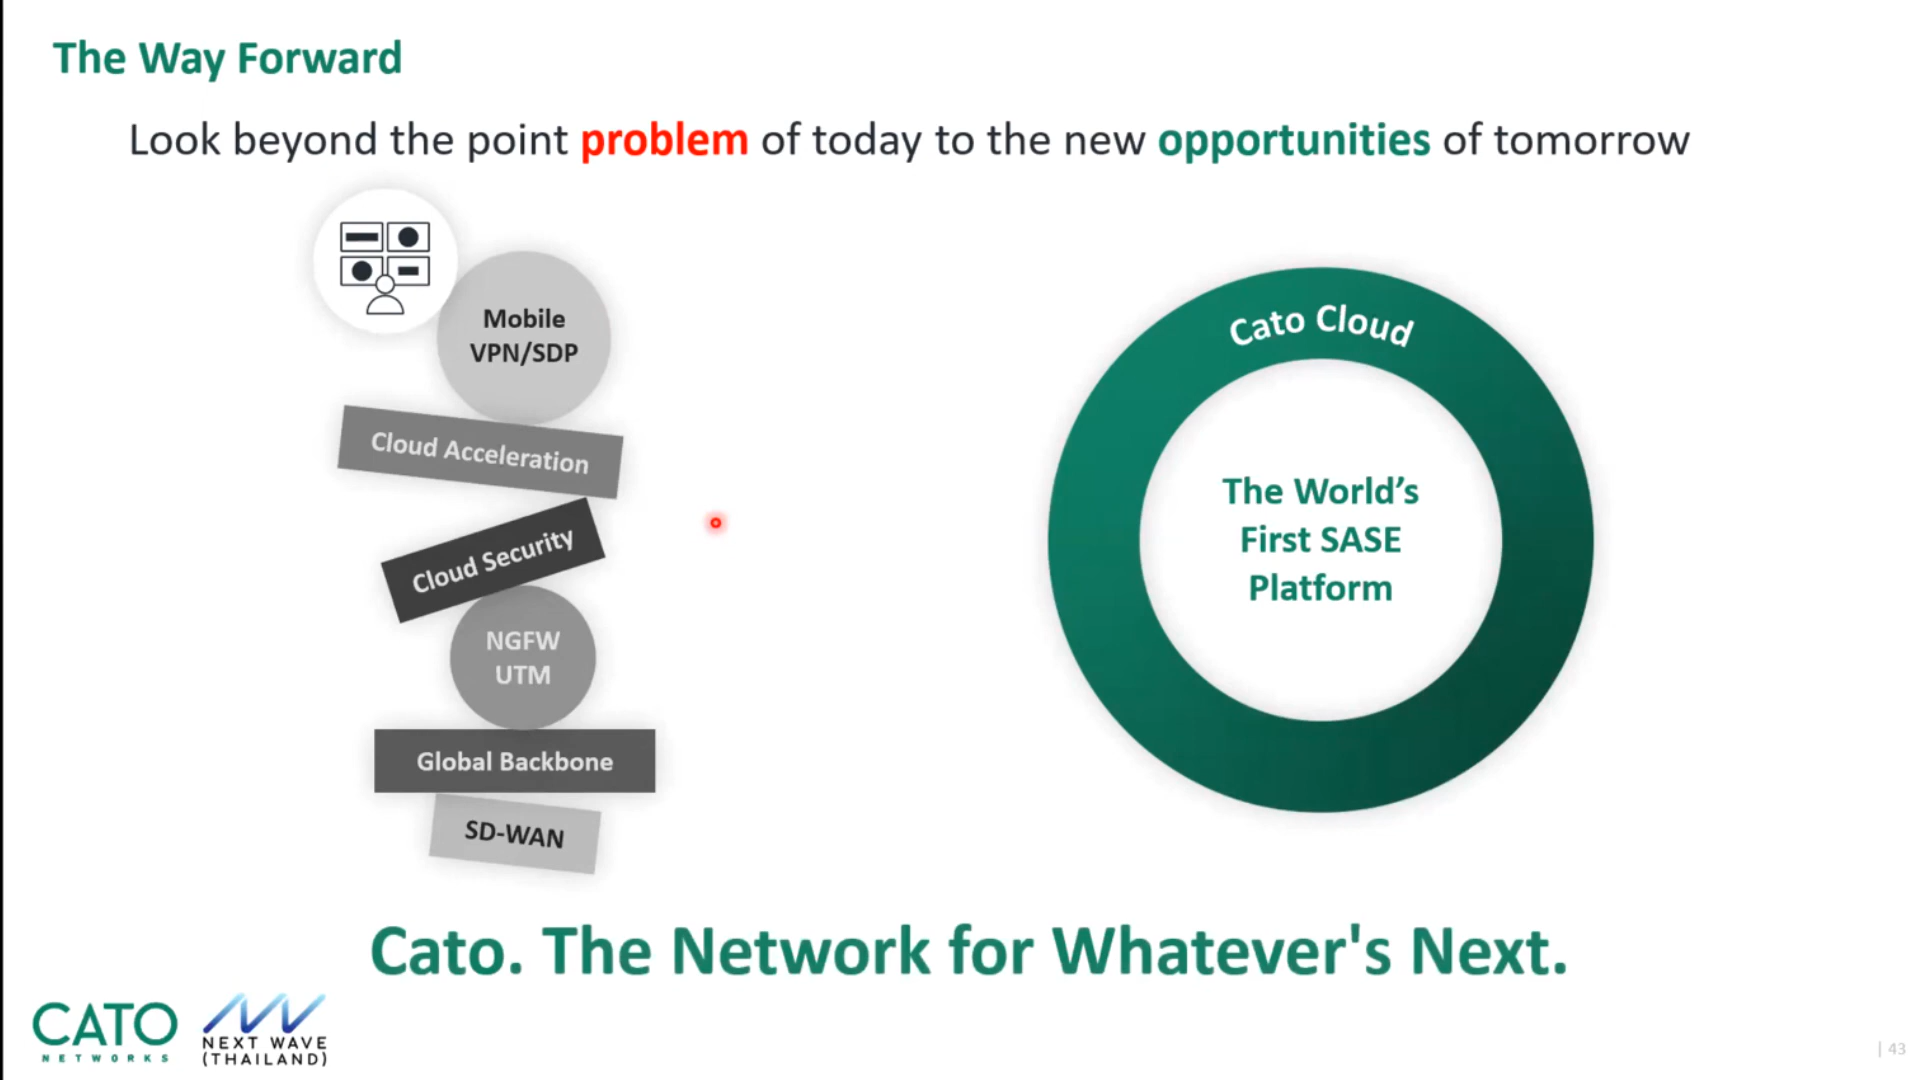 The Way Forward
Look beyond the point problem of today to the new opportunities of tomorrow
Mobile
VPN/SDP
Cloud Acceleration
Cloud Security
NGFW
UTM
Global Backbone
SD-WAN
Cato Cloud
The World’s
First SASE
Platform
Cato. The Network for Whatever's Next.
CATO
NETWORKS
NEXT WAVE
(THAILAND)
| 43